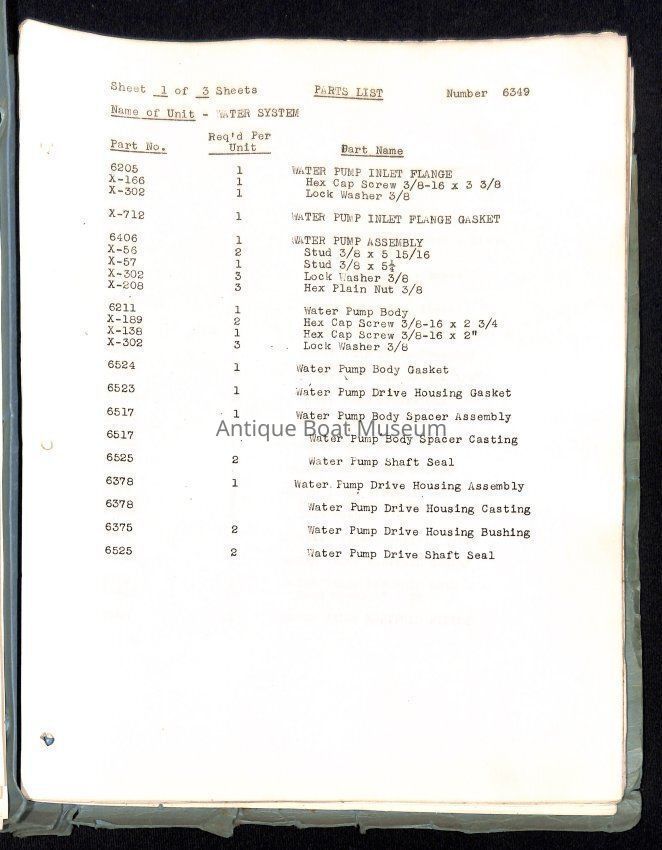 Sheet 1 of 3 Sheets PARTS LIST Number 6349
Name of Unit - WATER SYSTEM
Part No. Req'd Per Unit Part Name
6205 1 WATER PUMP INLET FLANGE
X-166 1 Hex Cap Screw 3/8-16 x 3 3/8
X-302 1 Lock Washer 3/8
X-712 1 WATER PUMP INLET FLANGE GASKET
6406 1 WATER PUMP ASSEMBLY
X-56 2 Stud 3/8 x 5 15/16
X-57 1 Stud 3/8 x 5¼
X-302 3 Lock Washer 3/8
X-208 3 Hex Plain Nut 3/8
6211 1 Water Pump Body
X-189 2 Hex Cap Screw 3/8-16 x 2 3/4
X-138 1 Hex Cap Screw 3/8-16 x 2"
X-302 3 Lock Washer 3/8
6524 1 Water Pump Body Gasket
6523 1 Water Pump Drive Housing Gasket
6517 1 Water Pump Body Spacer Assembly
Antique Boat Museum
6517 Water Pump Body Spacer Casting
6525 2 Water Pump Shaft Seal
6378 1 Water Pump Drive Housing Assembly
6378 Water Pump Drive Housing Casting
6375 2 Water Pump Drive Housing Bushing
6525 2 Water Pump Drive Shaft Seal